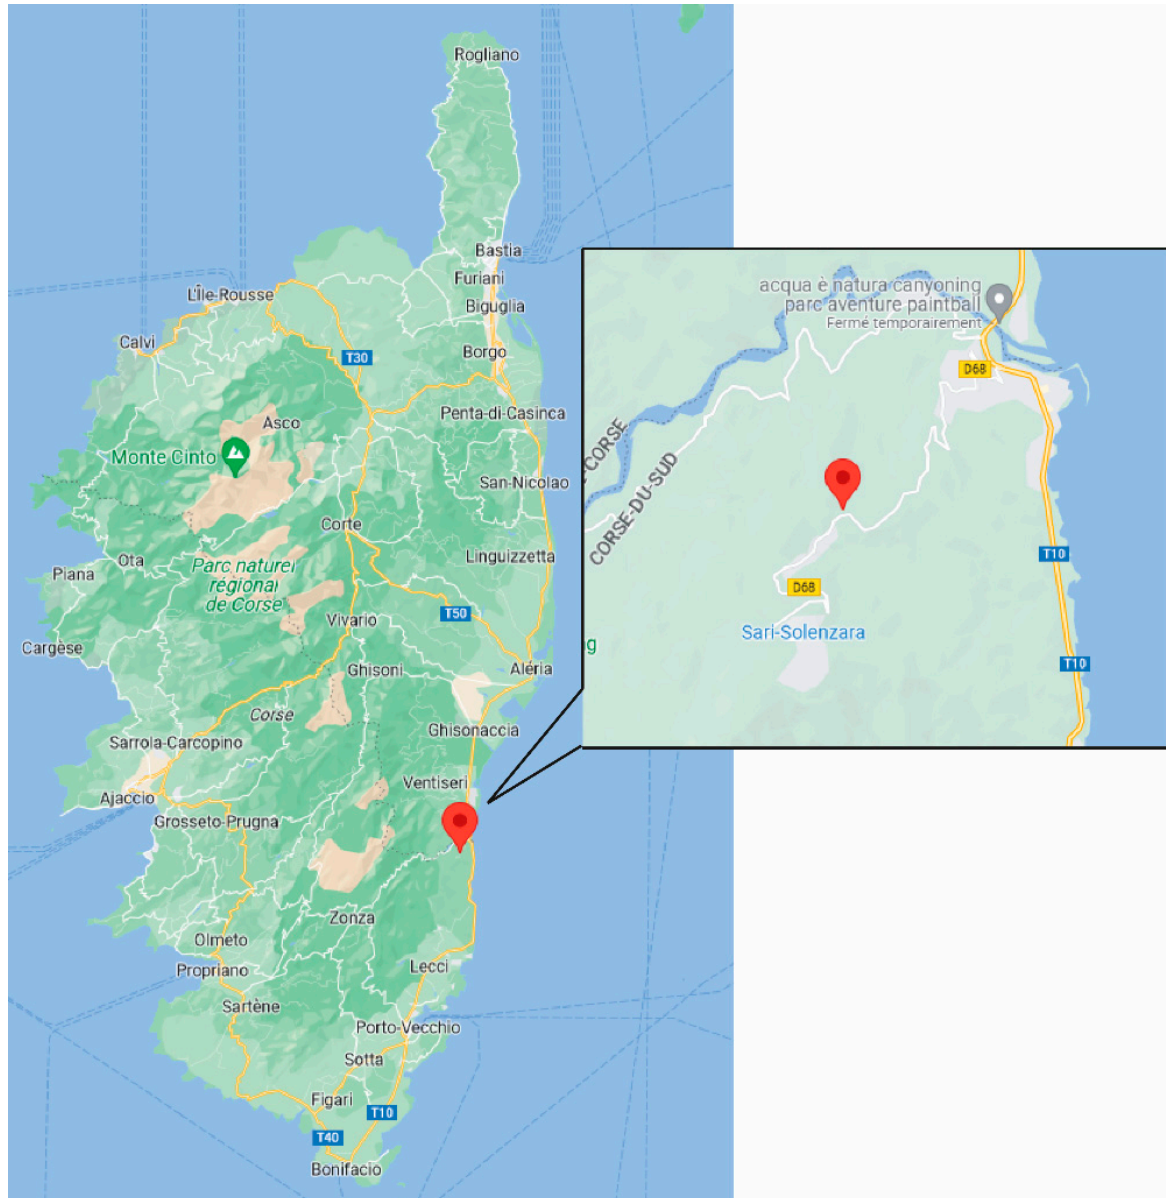 Rogliano
Bastia
Furiani
L'Île-Rousse
Biguglia
Calvi
Borgo
T30
Penta-di-Casinca
Asco
Monte Cinto
San-Nicolao
Corte
Linguizzetta
Ota
Parc naturel
régional
de Corse
Piana
T50
Vivario
Cargèse
Ghisoni
Aléria
Corse
Ghisonaccia
Sarrola-Carcopino
Ventiseri
Ajaccio
Grosseto-Prugna
Zonza
Olmeto
Propriano
Lecci
Sartène
Porto-Vecchio
Sotta
Figari
T10
T40
Bonifacio
acqua è natura canyoning
parc aventure paintball
Fermé temporairement
D68
E-CORSE
CORSE-DU-SUD
T10
D68
Sari-Solenzara
ng
T10